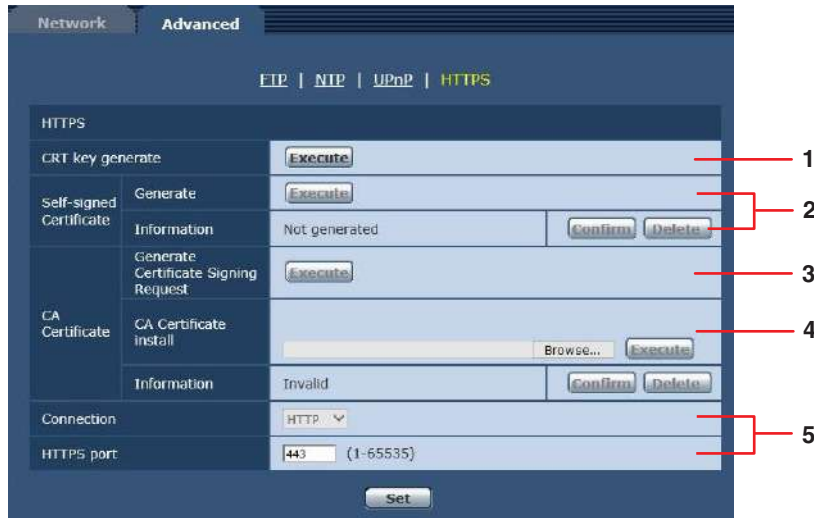 Network Advanced
FTP | NTP | UPnP | HTTPS
HTTPS
CRT key generate Execute 1
Self-signed Certificate
Generate Execute 2
Information Not generated Confirm Delete
CA Certificate
Generate Certificate Signing Request Execute 3
CA Certificate install Browse... Execute 4
Information Invalid Confirm Delete
Connection HTTP 5
HTTPS port 443 (1-65535)
Set